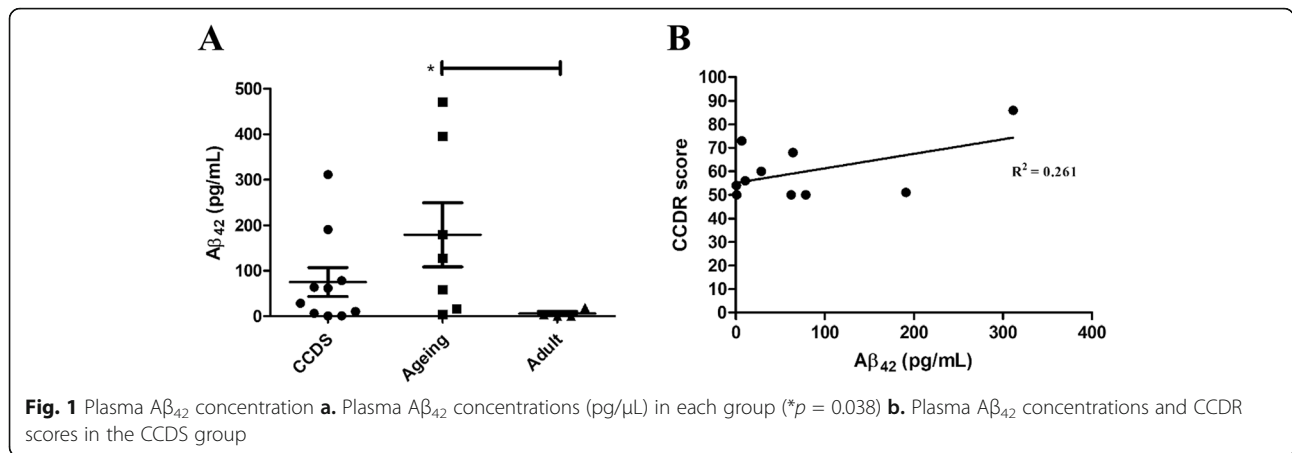 A
*
500
400
300
200
100
0
Aβ42 (pg/mL)
CCDS
Ageing
Adult
B
100
90
80
70
60
50
40
30
20
10
0
CCDR score
R² = 0.261
0 100 200 300 400
Aβ42 (pg/mL)
Fig. 1 Plasma Aβ42 concentration a. Plasma Aβ42 concentrations (pg/μL) in each group (*p = 0.038) b. Plasma Aβ42 concentrations and CCDR
scores in the CCDS group